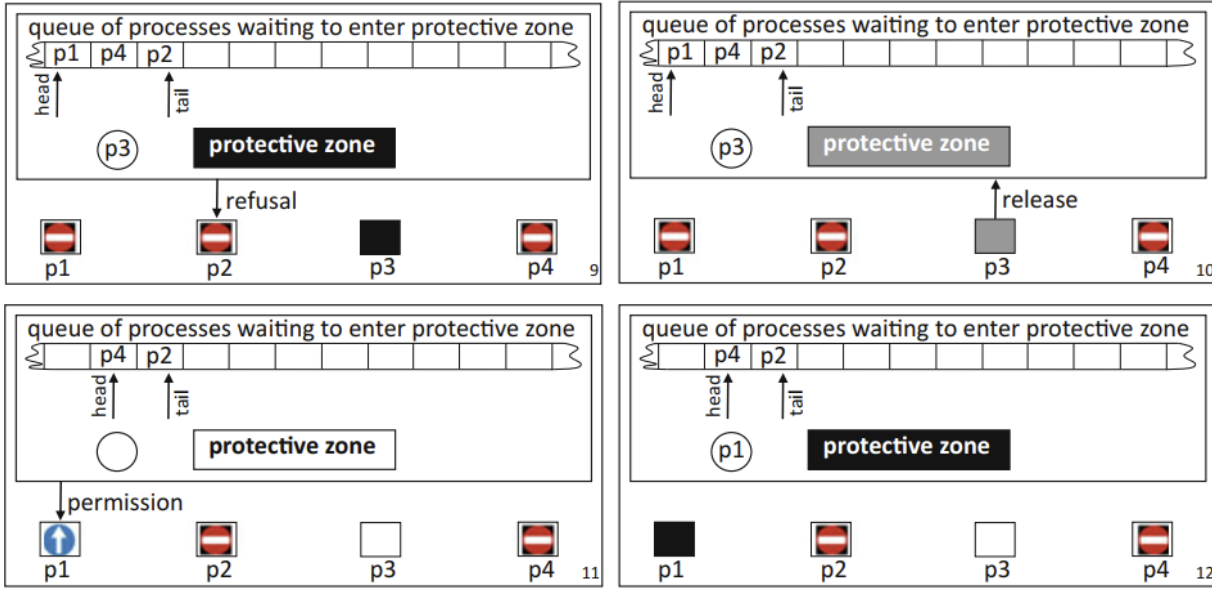 queue of processes waiting to enter protective zone
p1 p4 p2
head
tail
p3
protective zone
refusal
p1 p2 p3 p4
9
queue of processes waiting to enter protective zone
p1 p4 p2
head
tail
p3
protective zone
release
p1 p2 p3 p4
10
queue of processes waiting to enter protective zone
p4 p2
head
tail
protective zone
permission
p1 p2 p3 p4
11
queue of processes waiting to enter protective zone
p4 p2
head
tail
p1
protective zone
p1 p2 p3 p4
12